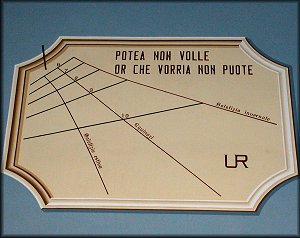 POTEA NON VOLLE
OR CHE VORRIA NON PUOTE
Solstizio invernale
Equinozi
Solstizio estivo
UR